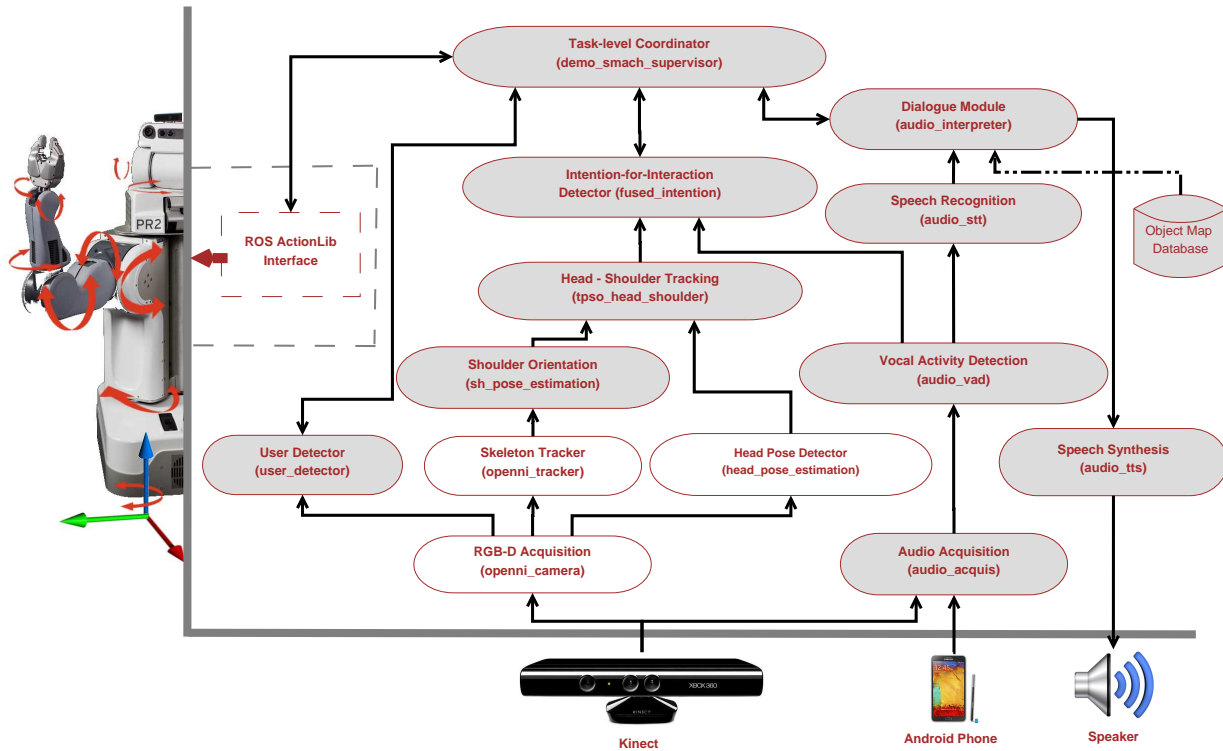 Task-level Coordinator
(demo_smach_supervisor)
Dialogue Module
(audio_interpreter)
Intention-for-Interaction
Detector (fused_intention)
Speech Recognition
(audio_stt)
PR2
ROS ActionLib
Interface
Object Map
Database
Head - Shoulder Tracking
(tpso_head_shoulder)
Shoulder Orientation
(sh_pose_estimation)
Vocal Activity Detection
(audio_vad)
User Detector
(user_detector)
Skeleton Tracker
(openni_tracker)
Head Pose Detector
(head_pose_estimation)
Speech Synthesis
(audio_tts)
RGB-D Acquisition
(openni_camera)
Audio Acquisition
(audio_acquis)
XBOX360
KINECT
12:45
Kinect
Android Phone
Speaker